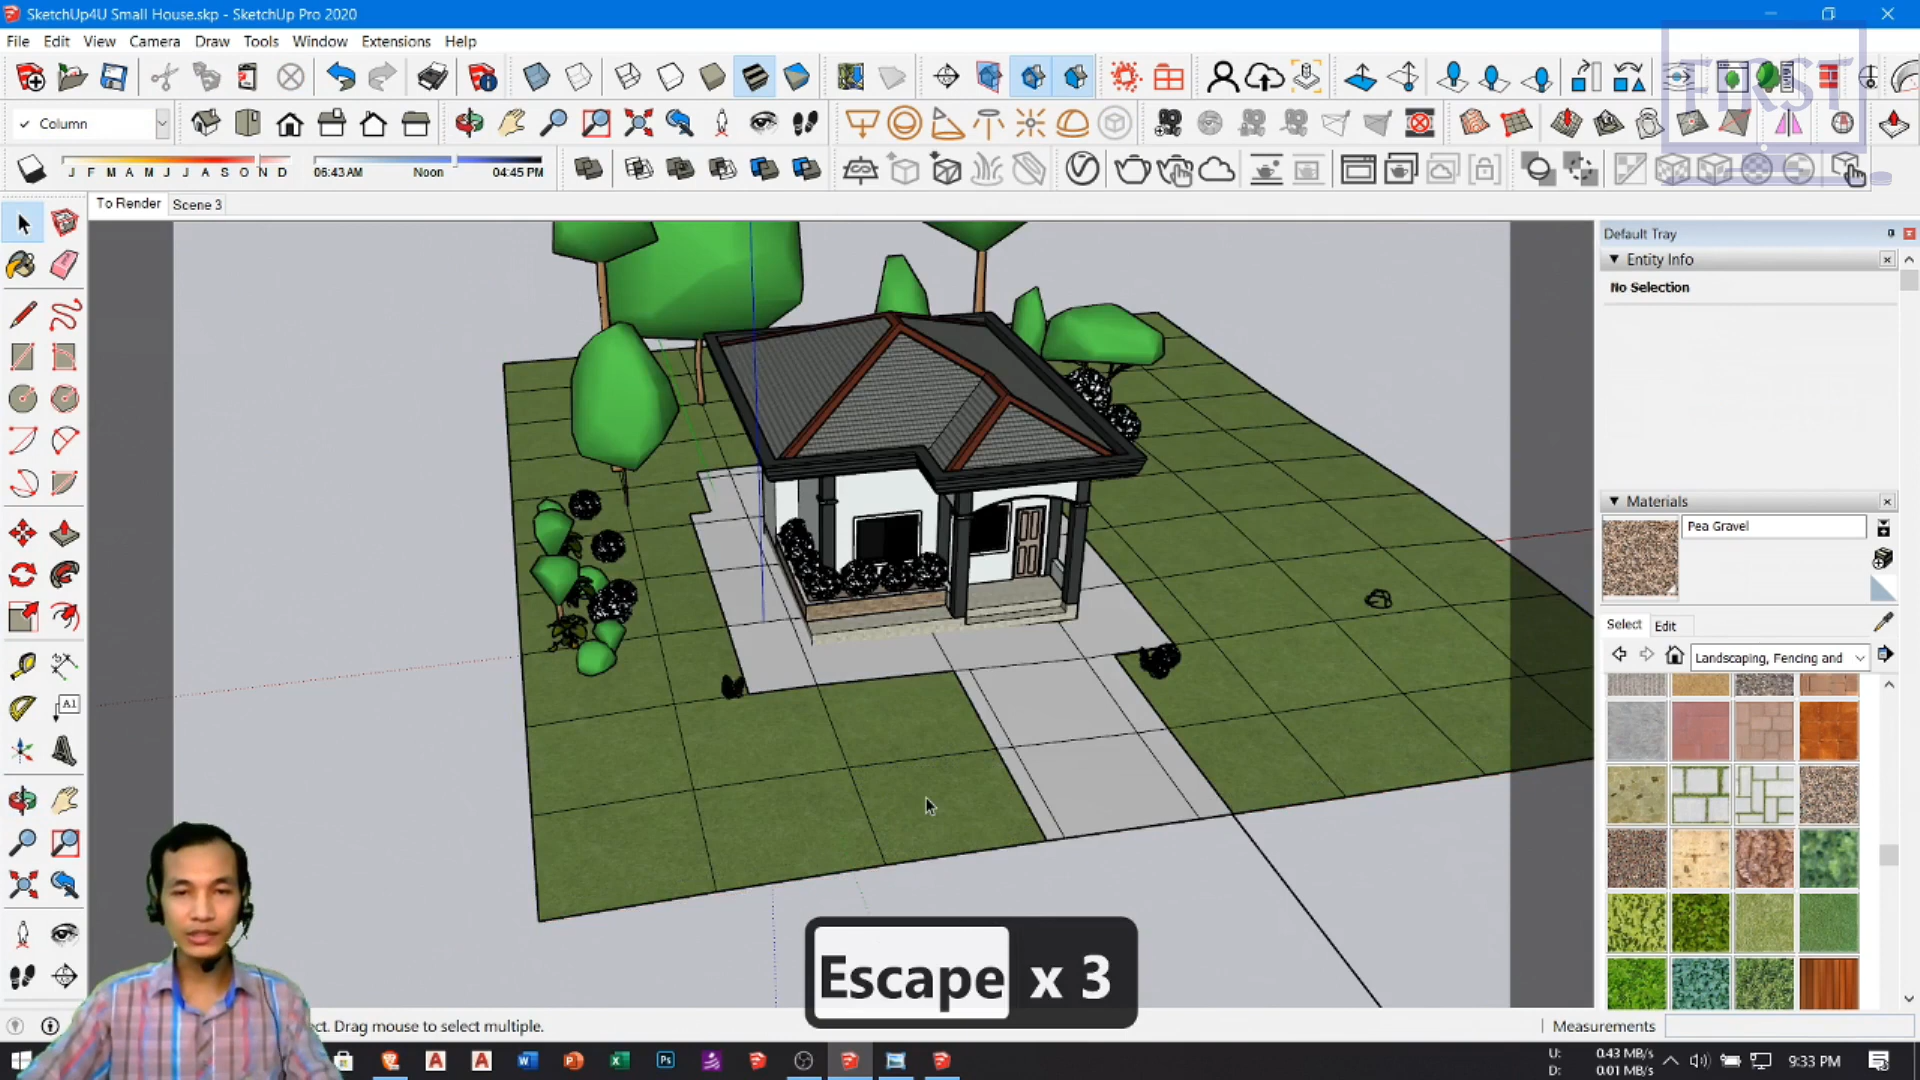 SketchUp4U Small House.skp - SketchUp Pro 2020
File Edit View Camera Draw Tools Window Extensions Help
FIRST
✓ Column
J F M A M J J A S O N D 06:43 AM Noon 04:45 PM
To Render Scene 3
Default Tray
Entity Info
No Selection
Materials
Pea Gravel
Select Edit
Landscaping, Fencing and
A1
Escape x 3
ct. Drag mouse to select multiple.
Measurements
U: 0.43 MB/s
D: 0.01 MB/s
9:33 PM